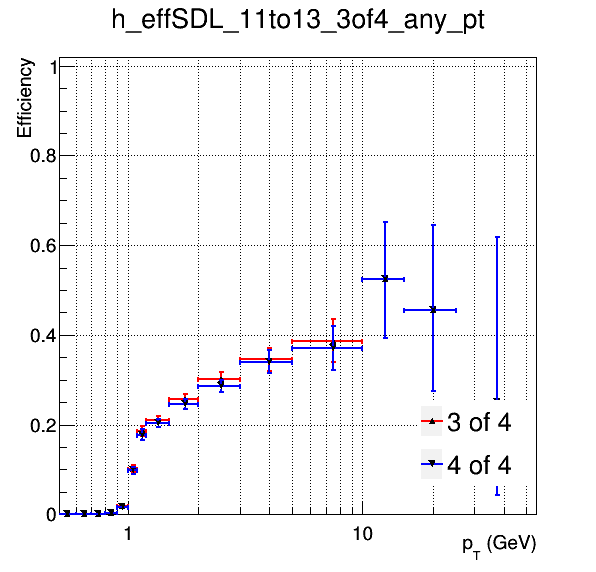 h_effSDL_11to13_3of4_any_pt
Efficiency
1
0.8
0.6
0.4
0.2
0
3 of 4
4 of 4
1
10
p_T (GeV)